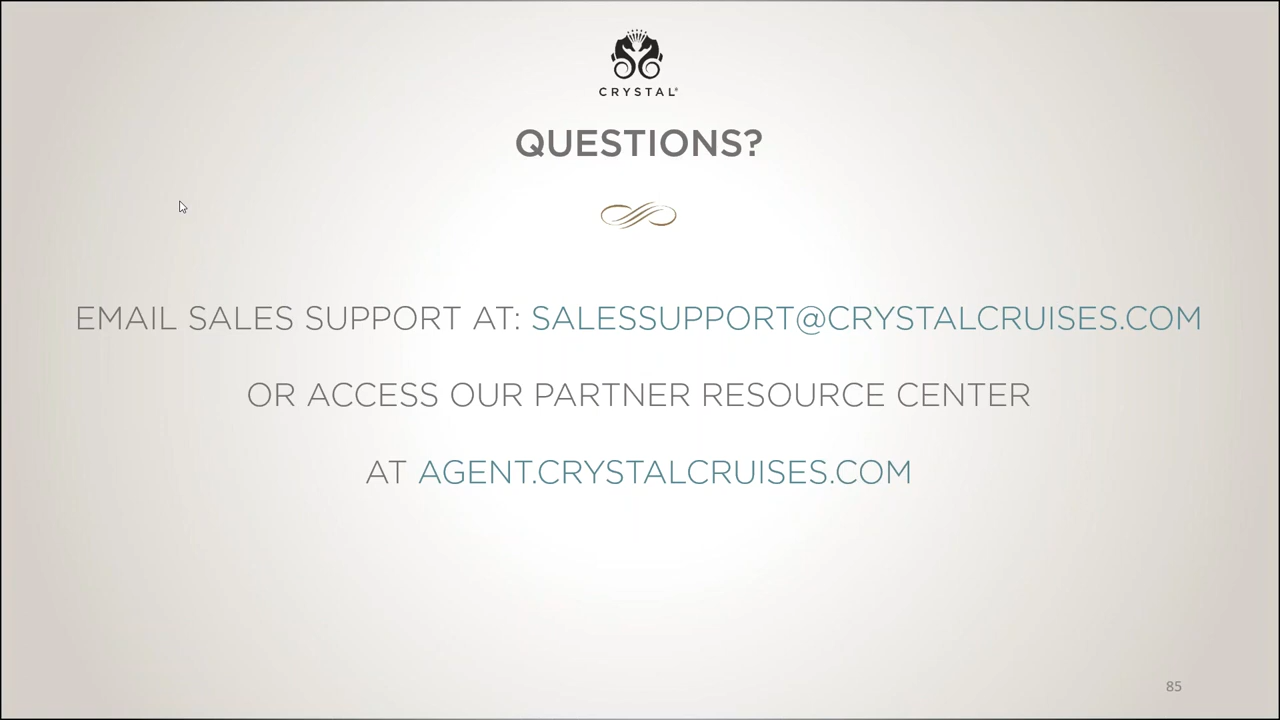 CRYSTAL®
QUESTIONS?
EMAIL SALES SUPPORT AT: SALESSUPPORT@CRYSTALCRUISES.COM
OR ACCESS OUR PARTNER RESOURCE CENTER
AT AGENT.CRYSTALCRUISES.COM
85